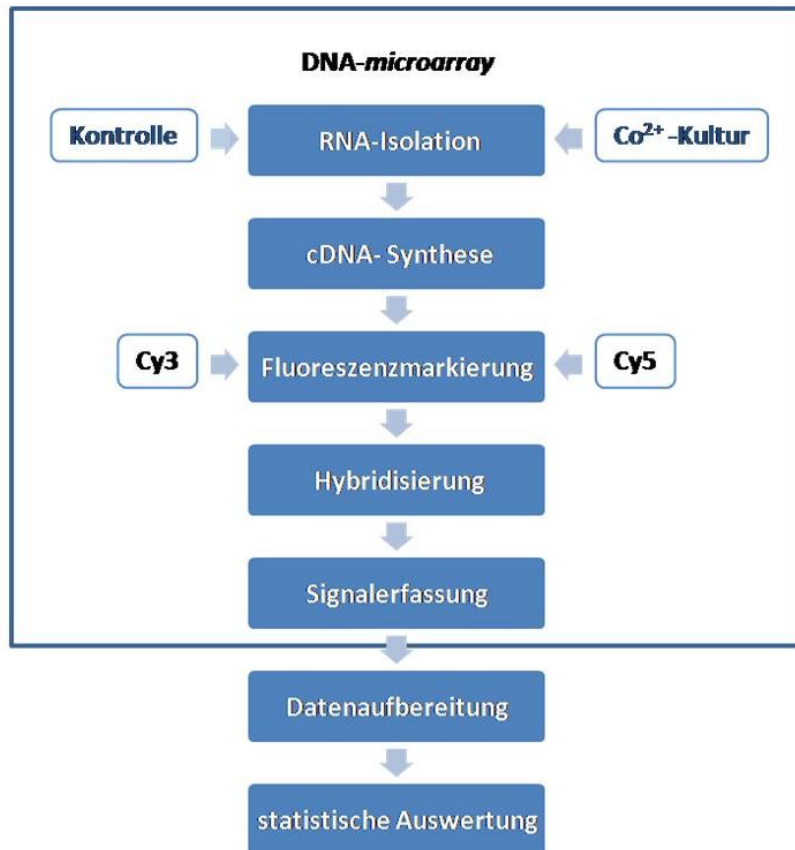 DNA-microarray
Kontrolle
RNA-Isolation
Co²⁺ -Kultur
cDNA- Synthese
Cy3
Fluoreszenzmarkierung
Cy5
Hybridisierung
Signalerfassung
Datenaufbereitung
statistische Auswertung